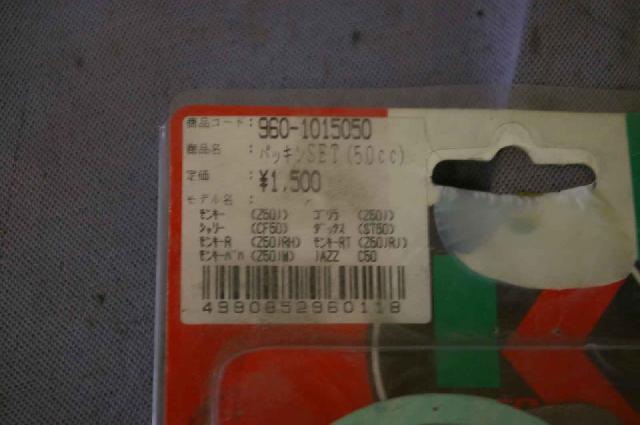 商品コード : 960-1015050
商品名 : パッキンSET(50cc)
定価 : ¥1,500
モデル名 :
モンキー (Z50J) ゴリラ (Z50J)
シャリー (CF50) ダックス (ST50)
モンキーR (Z50JRH) モンキーRT (Z50JRJ)
モンキーバハ (Z50JW) JAZZ C50
4990852960118